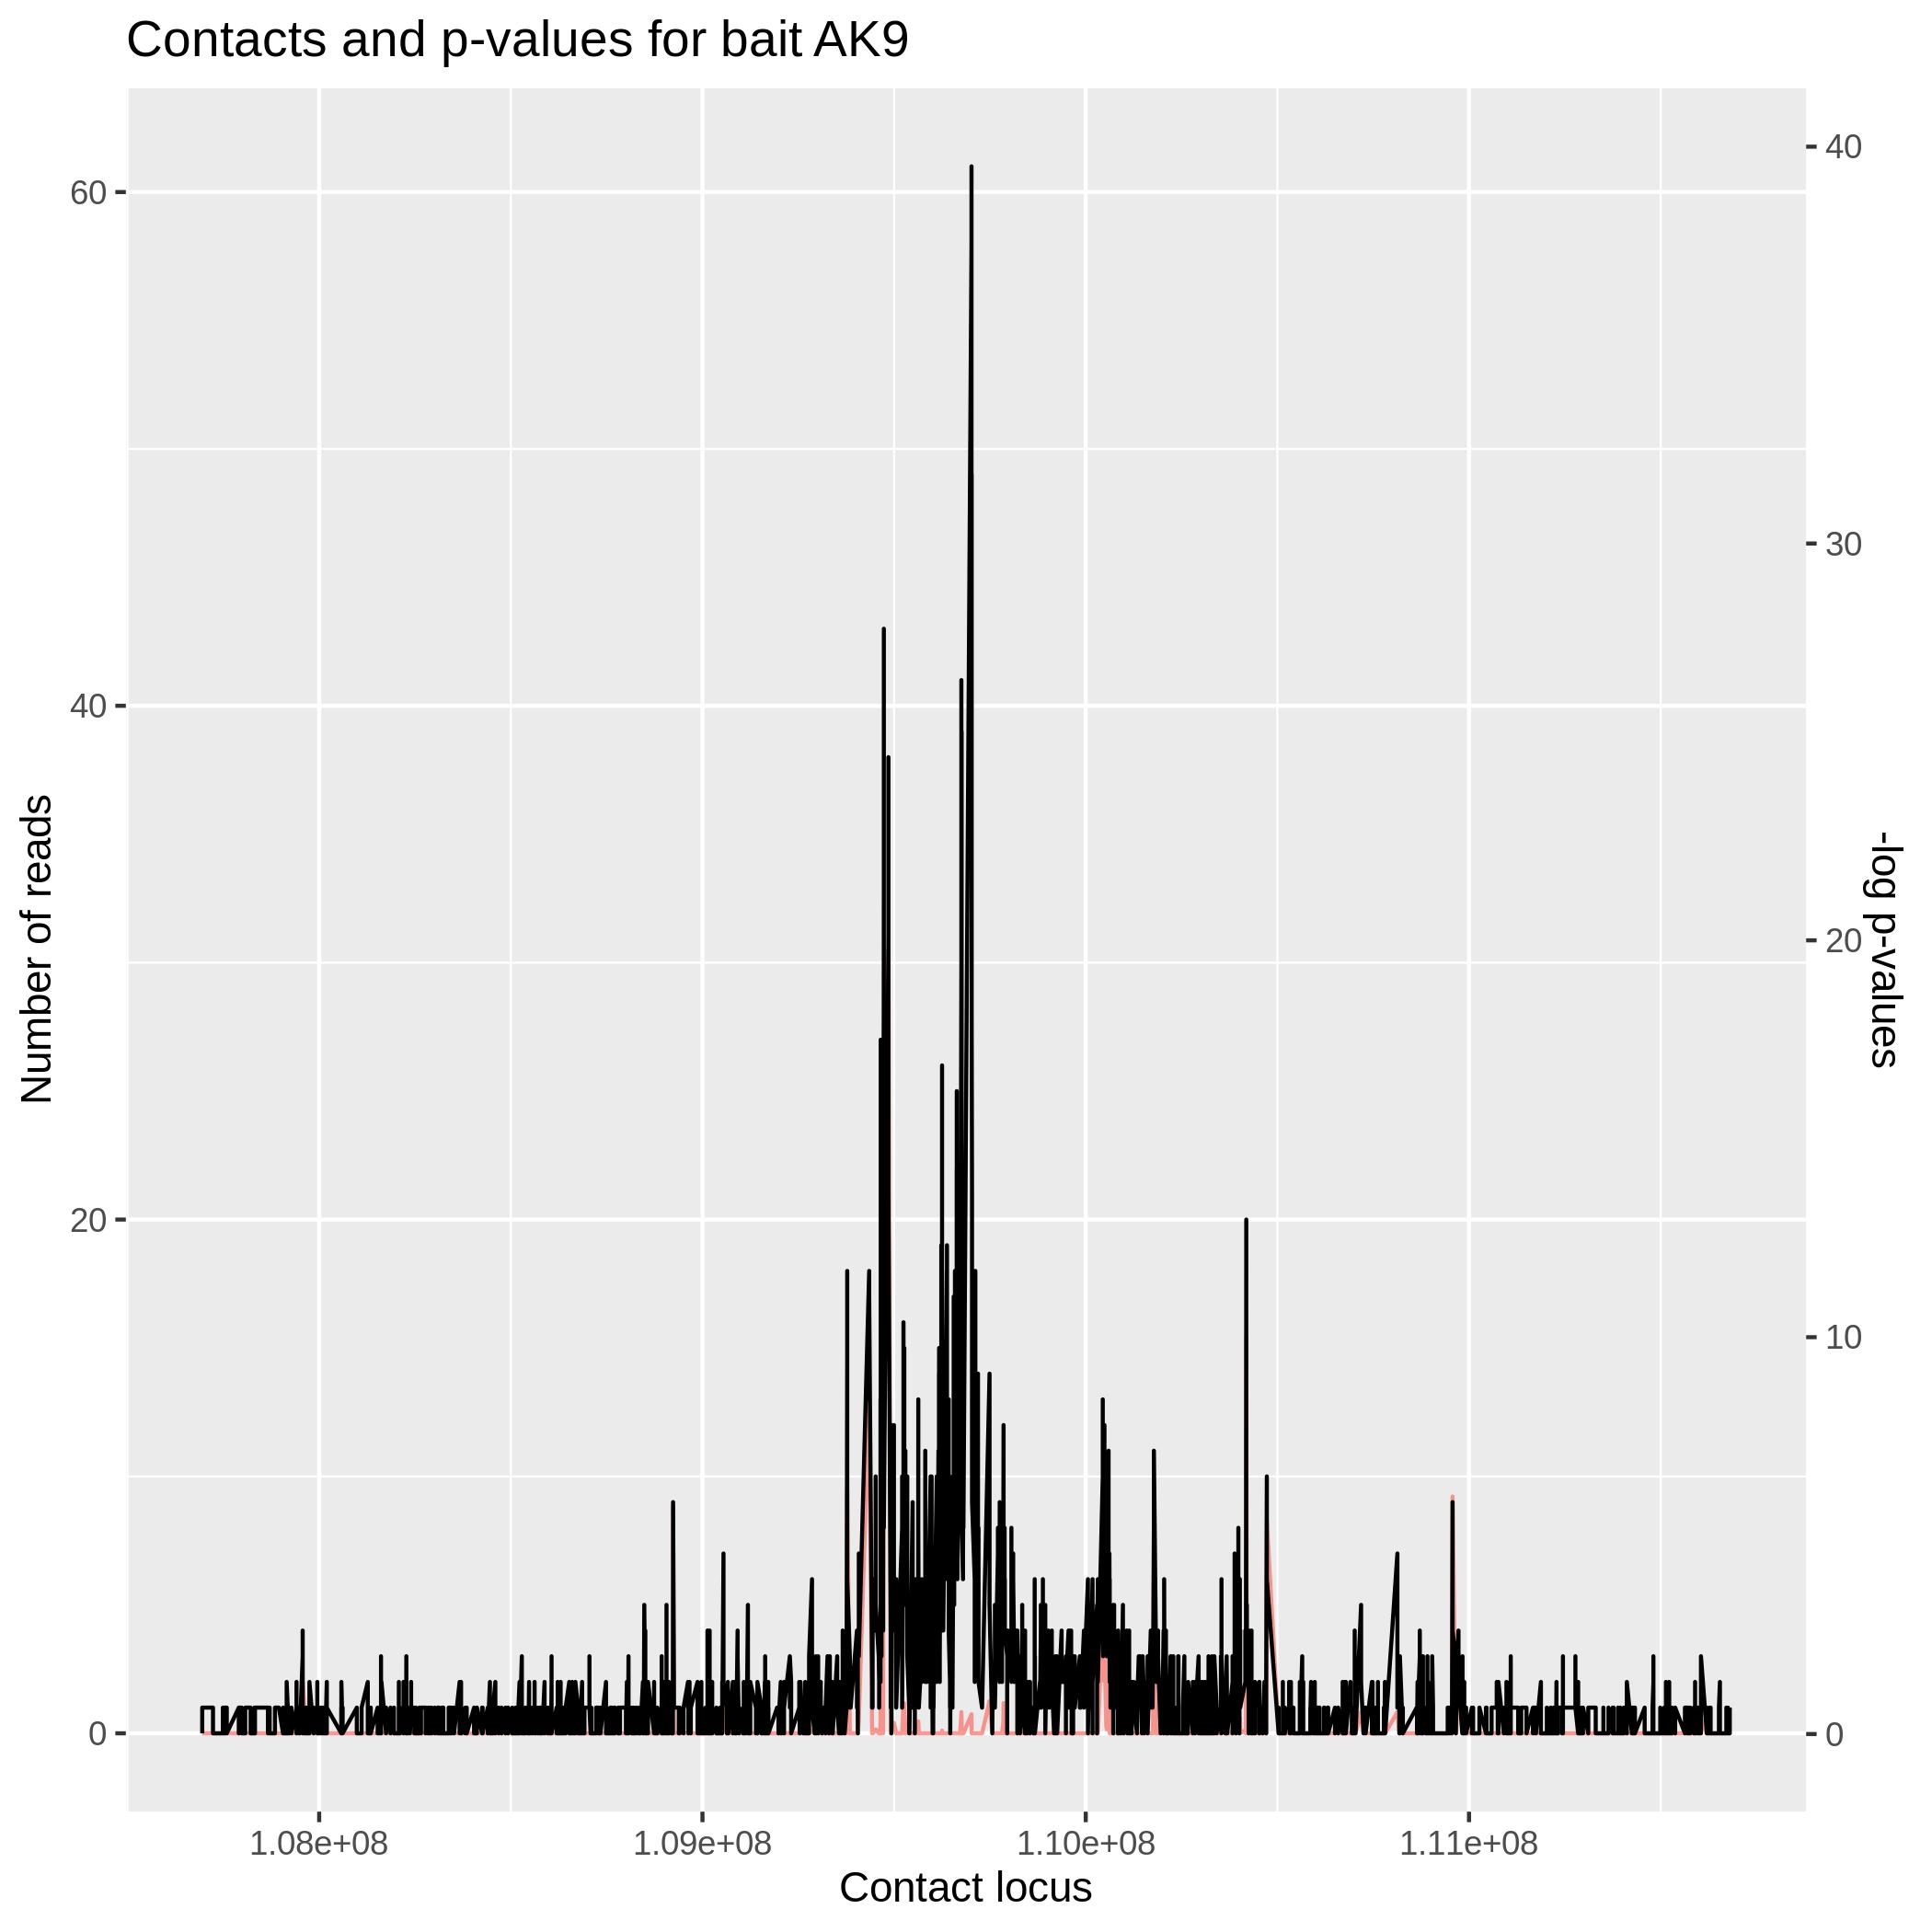 Contacts and p-values for bait AK9
60
40
20
0
Number of reads
40
30
20
10
0
-log p-values
1.08e+08
1.09e+08
1.10e+08
1.11e+08
Contact locus